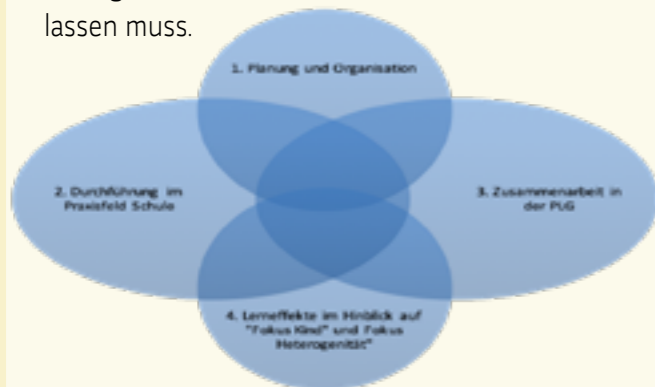 lassen muss.
1. Planung und Organisation
2. Durchführung im
Praxisfeld Schule
3. Zusammenarbeit in
der PLG
4. Lerneffekte im Hinblick auf
"Fokus Kind" und Fokus
Heterogenität"